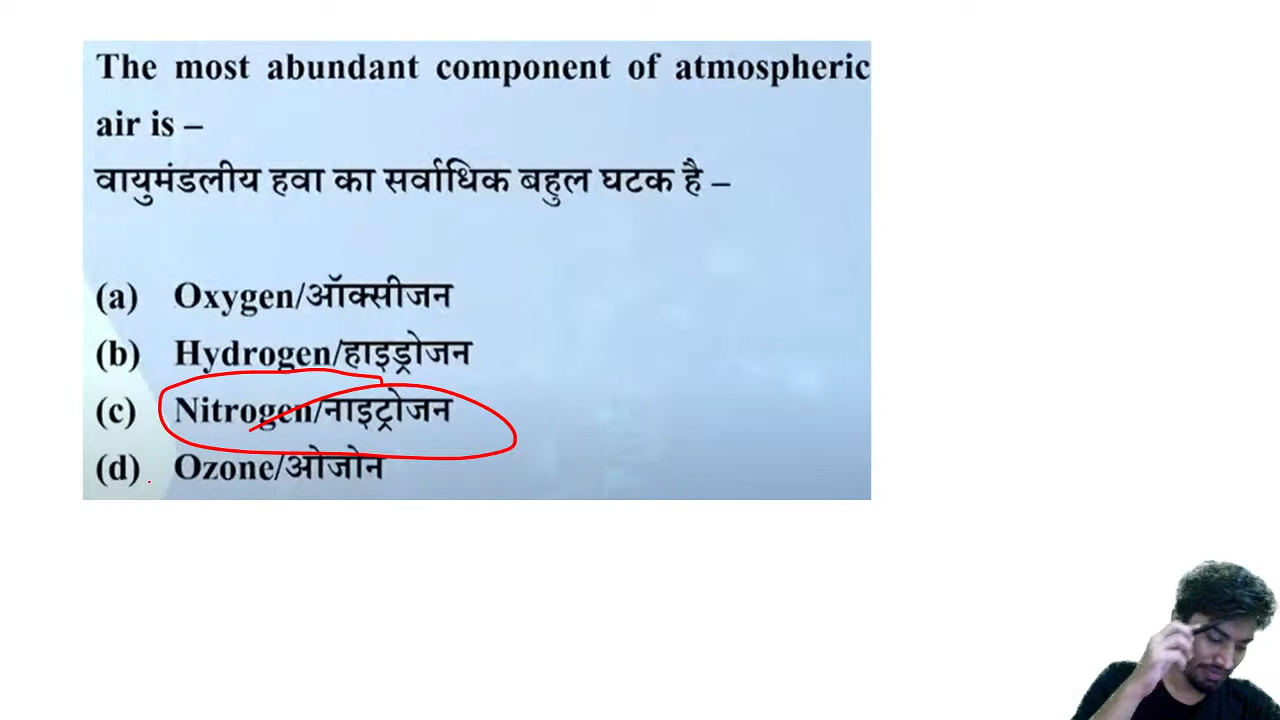 The most abundant component of atmospheric
air is –
वायुमंडलीय हवा का सर्वाधिक बहुल घटक है –
(a) Oxygen/ऑक्सीजन
(b) Hydrogen/हाइड्रोजन
(c) Nitrogen/नाइट्रोजन
(d) Ozone/ओजोन